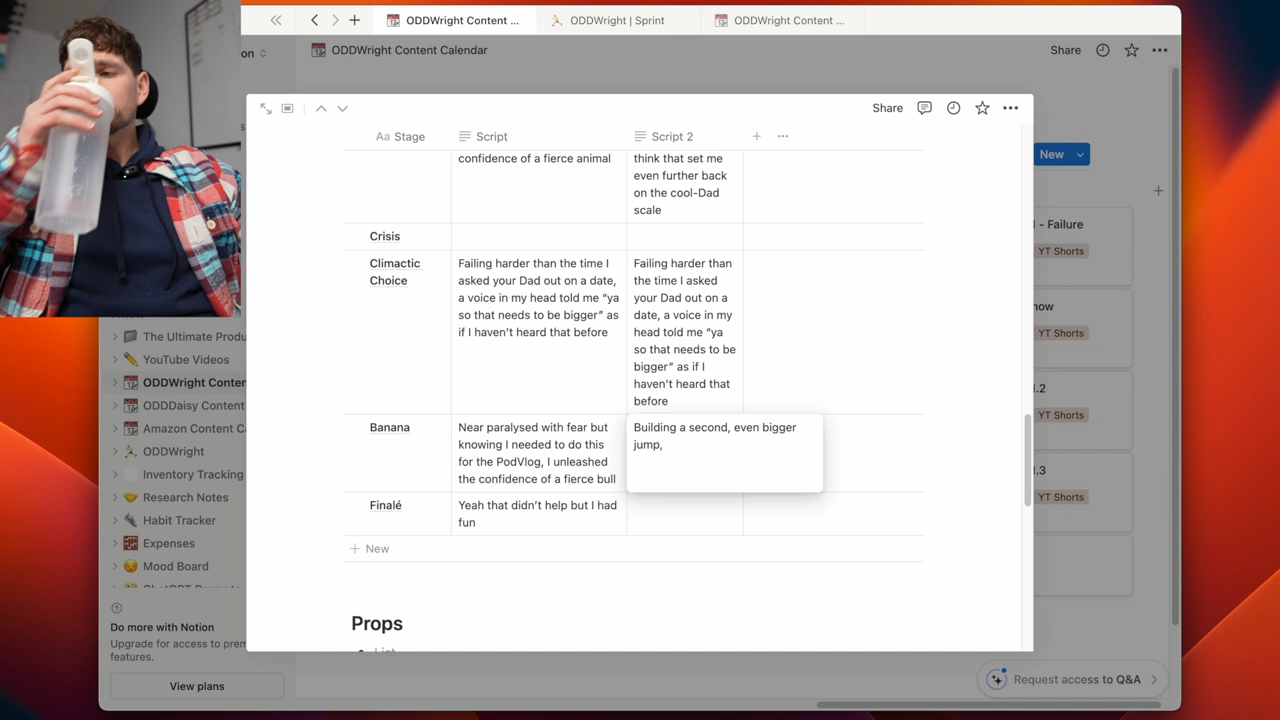 ODDWright Content ...
ODDWright | Sprint
ODDWright Content ...
on
ODDWright Content Calendar
Share
Share
Aa Stage
Script
Script 2
confidence of a fierce animal
think that set me
even further back
on the cool-Dad
scale
Crisis
Climactic
Choice
Failing harder than the time I
asked your Dad out on a date,
a voice in my head told me “ya
so that needs to be bigger” as
if I haven’t heard that before
Failing harder than
the time I asked
your Dad out on a
date, a voice in my
head told me “ya
so that needs to be
bigger” as if I
haven’t heard that
before
Banana
Near paralysed with fear but
knowing I needed to do this
for the PodVlog, I unleashed
the confidence of a fierce bull
Building a second, even bigger
jump,
Finalé
Yeah that didn’t help but I had
fun
New
Props
List
The Ultimate Produ
YouTube Videos
ODDWright Conten
ODDDaisy Content
Amazon Content Ca
ODDWright
Inventory Tracking
Research Notes
Habit Tracker
Expenses
Mood Board
ChatGPT Prompts
Do more with Notion
Upgrade for access to prem
features.
View plans
New
- Failure
YT Shorts
now
YT Shorts
.2
YT Shorts
.3
YT Shorts
Request access to Q&A